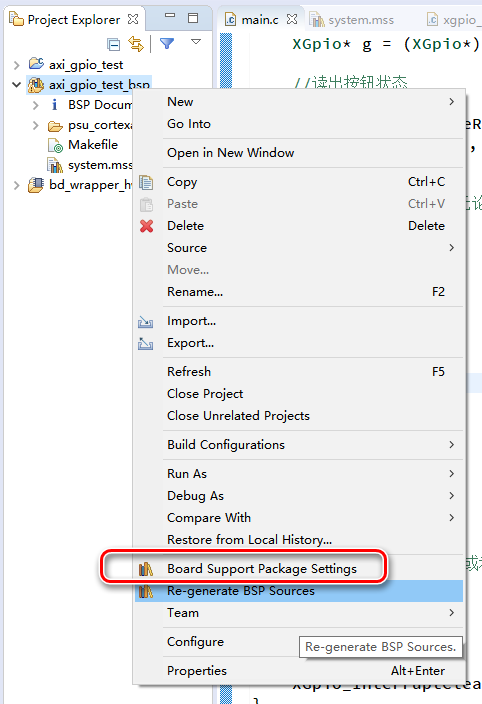 Project Explorer
main.c
system.mss
xgpio_
axi_gpio_test
axi_gpio_test_bsp
BSP Docum
psu_cortexa
Makefile
system.mss
bd_wrapper_h
XGpio* g = (XGpio*)
//读出按钮状态
eR
,
New
Go Into
Open in New Window
Copy Ctrl+C
Paste Ctrl+V
Delete Delete
Source
Move...
Rename... F2
Import...
Export...
Refresh F5
Close Project
Close Unrelated Projects
Build Configurations
Run As
Debug As
Compare With
Restore from Local History...
Board Support Package Settings
Re-generate BSP Sources
Team
Configure
Re-generate BSP Sources.
Properties Alt+Enter
XGpio_InterruptClea
}